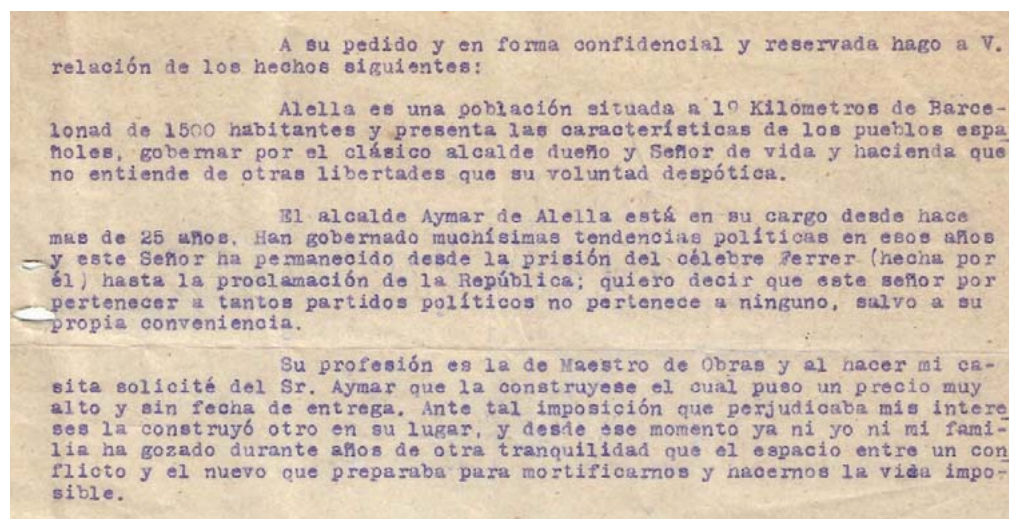 A su pedido y en forma confidencial y reservada hago a V.
relación de los hechos siguientes:
Alella es una población situada a 1º Kilómetros de Barce-
lonad de 1500 habitantes y presenta las características de los pueblos espa
ñoles, gobernar por el clásico alcalde dueño y Señor de vida y hacienda que
no entiende de otras libertades que su voluntad despótica.
El alcalde Aymar de Alella está en su cargo desde hace
mas de 25 años. Han gobernado muchísimas tendencias políticas en esos años
y este Señor ha permanecido desde la prisión del célebre Ferrer (hecha por
él) hasta la proclamación de la República; quiero decir que este señor por
pertenecer a tantos partidos políticos no pertenece a ninguno, salvo a su
propia conveniencia.
Su profesión es la de Maestro de Obras y al hacer mi ca-
sita solicité del Sr. Aymar que la construyese el cual puso un precio muy
alto y sin fecha de entrega. Ante tal imposición que perjudicaba mis intere
ses la construyó otro en su lugar, y desde ese momento ya ni yo ni mi fami-
lia ha gozado durante años de otra tranquilidad que el espacio entre un con
flicto y el nuevo que preparaba para mortificarnos y hacernos la vida impo-
sible.